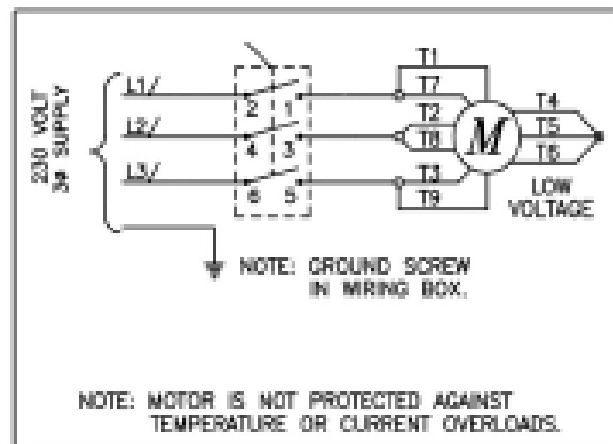 230 VOLT
3Ø SUPPLY
L1/
L2/
L3/
2 1
4 3
6 5
T1
T7
T2
T8
T3
T9
M
T4
T5
T6
LOW
VOLTAGE
NOTE: GROUND SCREW
IN WIRING BOX.
NOTE: MOTOR IS NOT PROTECTED AGAINST
TEMPERATURE OR CURRENT OVERLOADS.